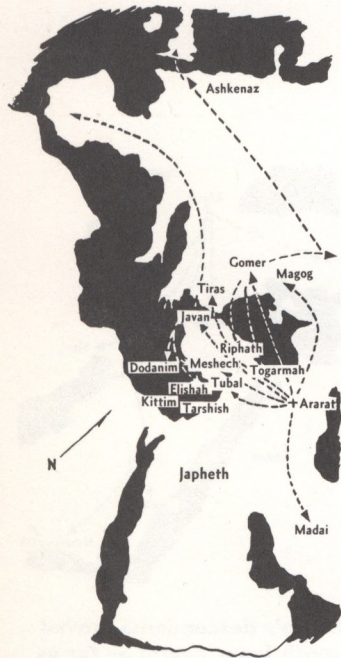 Ashkenaz
Gomer
Magog
Tiras
Javan
Riphath
Togarmah
Dodanim
Meshech
Elishah
Tubal
Kittim
Tarshish
Ararat
N
Japheth
Madai